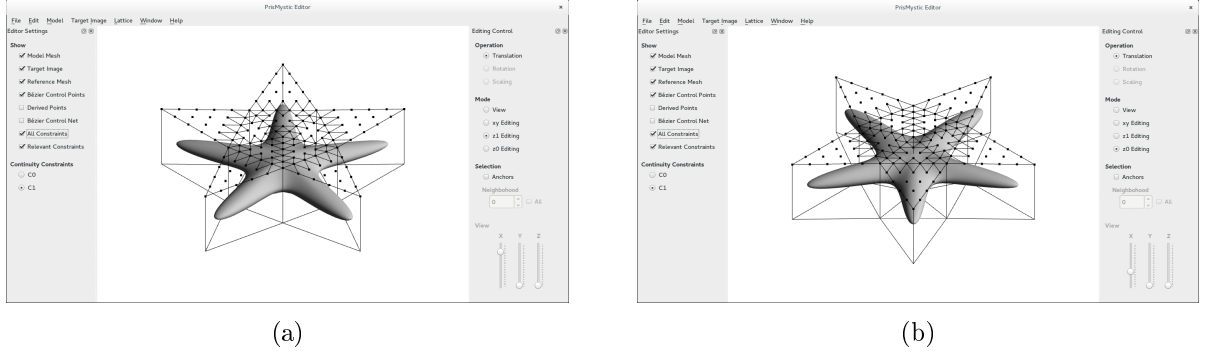 PrisMystic Editor
File Edit Model Target Image Lattice Window Help
Editor Settings
Show
Model Mesh
Target Image
Reference Mesh
Bézier Control Points
Derived Points
Bézier Control Net
All Constraints
Relevant Constraints
Continuity Constraints
C0
C1
Editing Control
Operation
Translation
Rotation
Scaling
Mode
View
xy Editing
z1 Editing
z0 Editing
Selection
Anchors
Neighbohood
0 All
View
X Y Z
(a)
PrisMystic Editor
File Edit Model Target Image Lattice Window Help
Editor Settings
Show
Model Mesh
Target Image
Reference Mesh
Bézier Control Points
Derived Points
Bézier Control Net
All Constraints
Relevant Constraints
Continuity Constraints
C0
C1
Editing Control
Operation
Translation
Rotation
Scaling
Mode
View
xy Editing
z1 Editing
z0 Editing
Selection
Anchors
Neighbohood
0 All
View
X Y Z
(b)